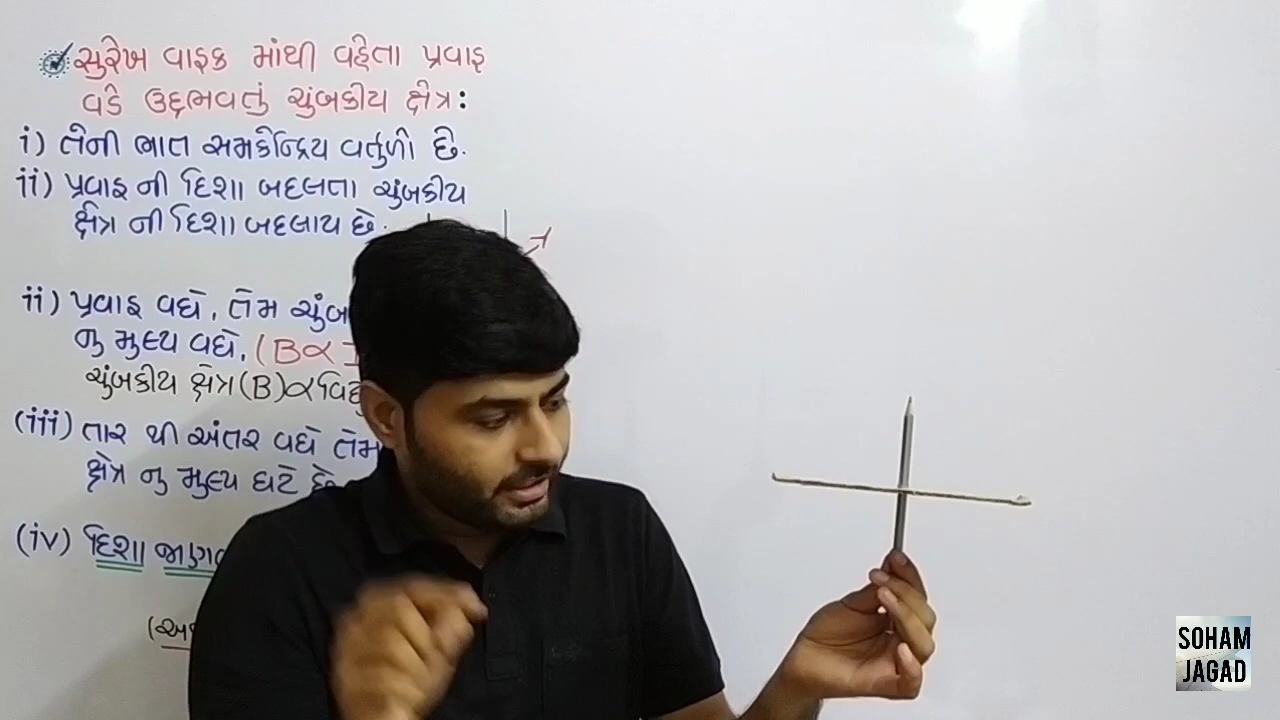 સુરેખ વાહક માંથી વહેતા પ્રવાહ
વડે ઉદ્દભવતું ચુંબકીય ક્ષેત્ર:
i) તેની ભાત સમકેન્દ્રિય વર્તુળો છે.
ii) પ્રવાહ ની દિશા બદલતા ચુંબકીય
ક્ષેત્ર ની દિશા બદલાય છે.
ii) પ્રવાહ વધે, તેમ
નુ મુલ્ય વધે, (B∝I
ચુંબકીય ક્ષેત્ર(B)∝
(iii) તાર થી અંતર વધે તેમ
ક્ષેત્ર નુ મુલ્ય ઘટે છે
(iv) દિશા
SOHAM
JAGAD